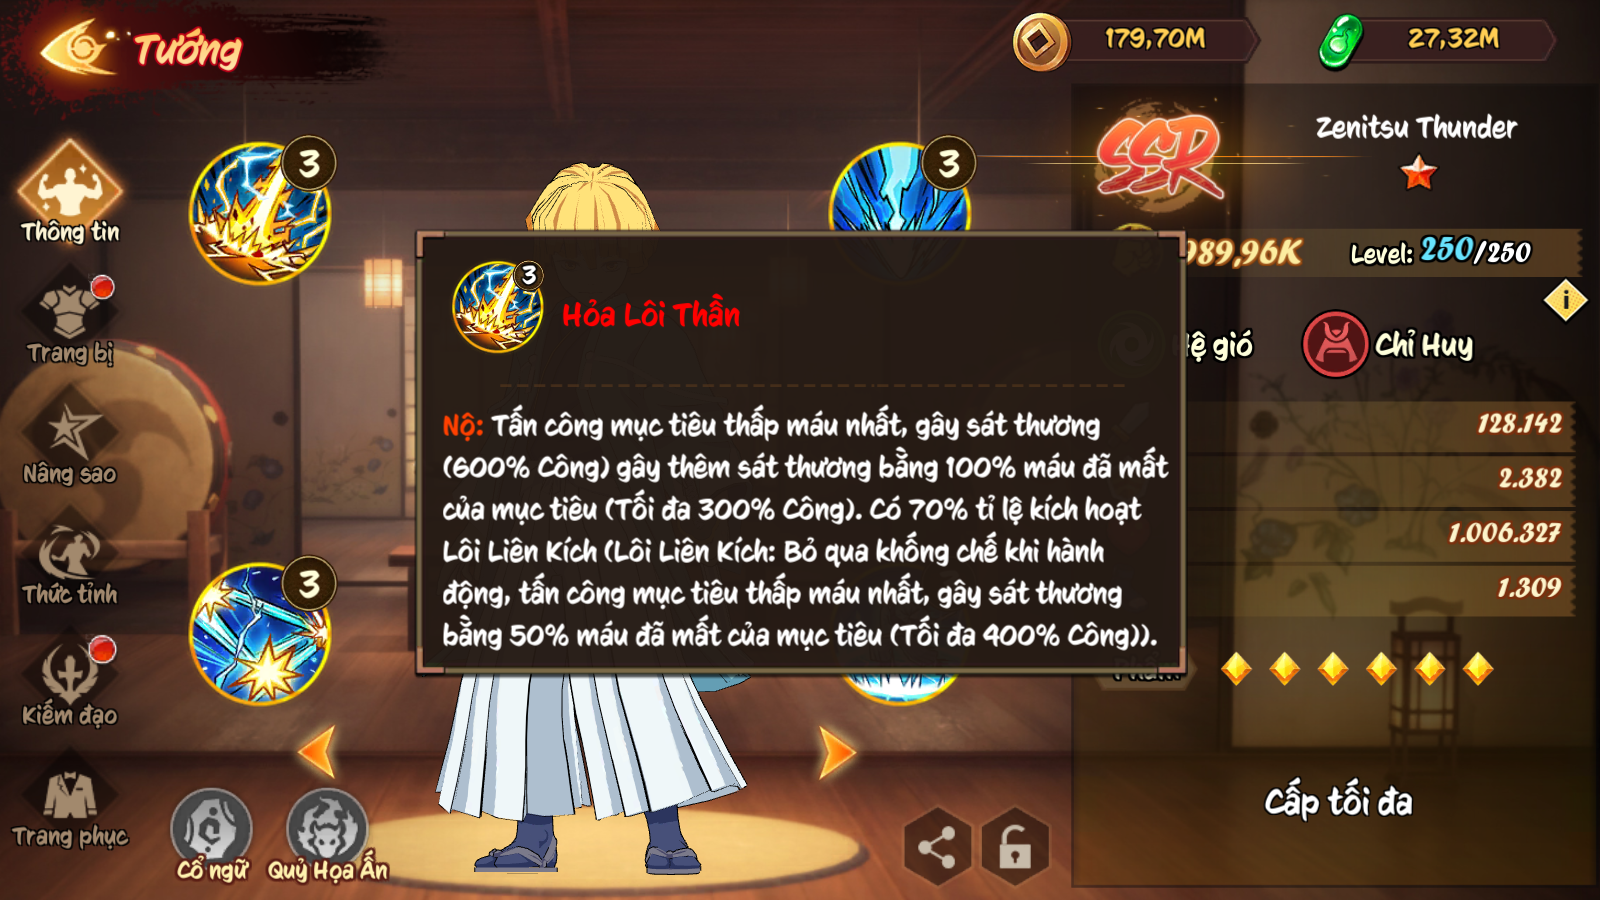 Tướng
179,70M
27,32M
SSR
Zenitsu Thunder
3
3
Thông tin
989,96K
Level: 250/250
3
Hỏa Lôi Thần
Hệ gió
Chỉ Huy
Trang bị
Nộ: Tấn công mục tiêu thấp máu nhất, gây sát thương
(600% Công) gây thêm sát thương bằng 100% máu đã mất
của mục tiêu (Tối đa 300% Công). Có 70% tỉ lệ kích hoạt
Lôi Liên Kích (Lôi Liên Kích: Bỏ qua khống chế khi hành
động, tấn công mục tiêu thấp máu nhất, gây sát thương
bằng 50% máu đã mất của mục tiêu (Tối đa 400% Công)).
128.142
2.382
1.006.327
1.309
Nâng sao
3
Thức tỉnh
Kiếm đạo
Trang phục
Cổ ngữ
Quỷ Họa Ấn
Cấp tối đa